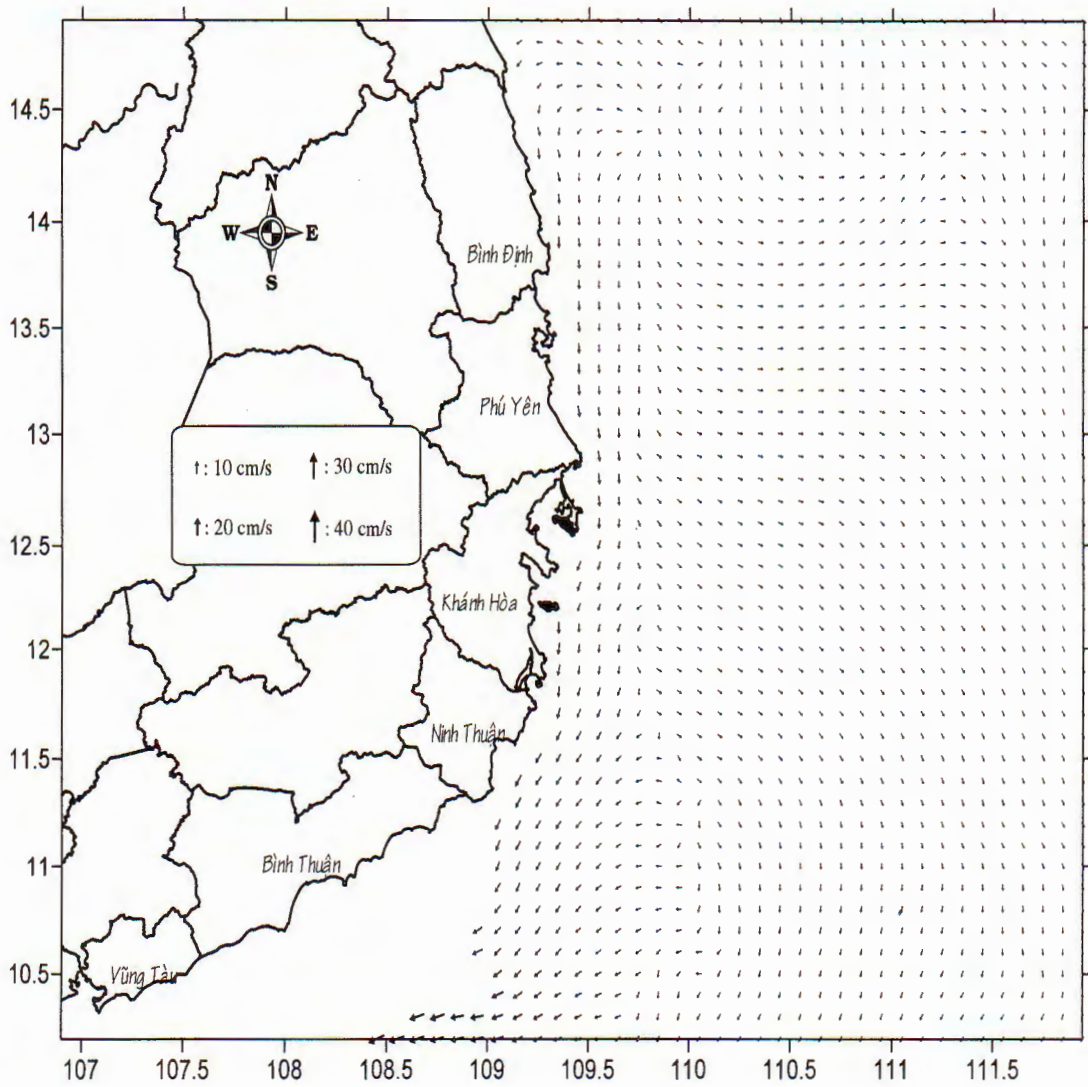 14.5
N
14
W E
Bình Định
S
13.5
Phú Yên
13
↑: 10 cm/s ↑: 30 cm/s
↑: 20 cm/s ↑: 40 cm/s
12.5
Khánh Hòa
12
Ninh Thuận
11.5
Bình Thuận
11
Vũng Tàu
10.5
107 107.5 108 108.5 109 109.5 110 110.5 111 111.5